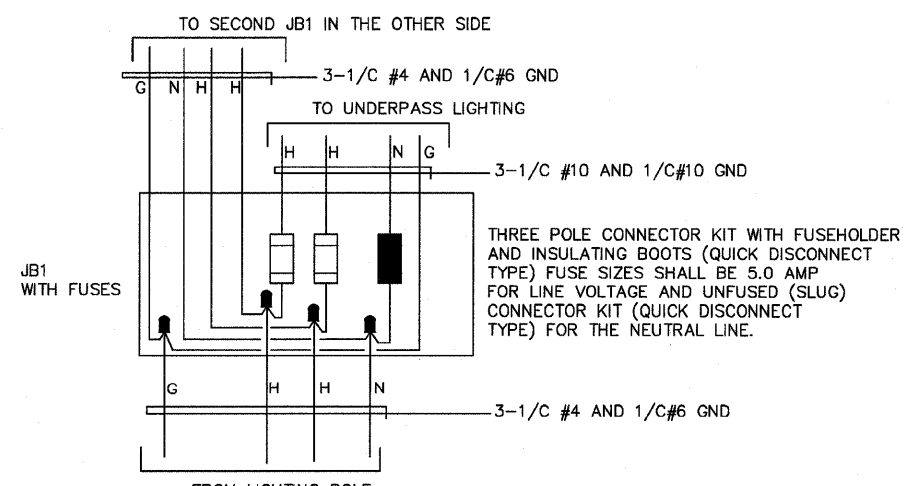 TO SECOND JB1 IN THE OTHER SIDE
G N H H
3-1/C #4 AND 1/C#6 GND
TO UNDERPASS LIGHTING
H H N G
3-1/C #10 AND 1/C#10 GND
JB1
WITH FUSES
THREE POLE CONNECTOR KIT WITH FUSEHOLDER
AND INSULATING BOOTS (QUICK DISCONNECT
TYPE) FUSE SIZES SHALL BE 5.0 AMP
FOR LINE VOLTAGE AND UNFUSED (SLUG)
CONNECTOR KIT (QUICK DISCONNECT
TYPE) FOR THE NEUTRAL LINE.
G H H N
3-1/C #4 AND 1/C#6 GND
FROM LIGHTING POLE